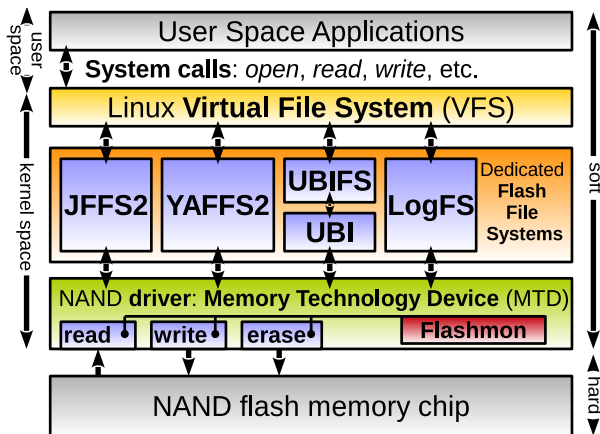 User Space Applications
user
space
System calls: open, read, write, etc.
Linux Virtual File System (VFS)
kernel space
JFFS2
YAFFS2
UBIFS
UBI
LogFS
Dedicated
Flash
File
Systems
soft
NAND driver: Memory Technology Device (MTD)
read
write
erase
Flashmon
NAND flash memory chip
hard